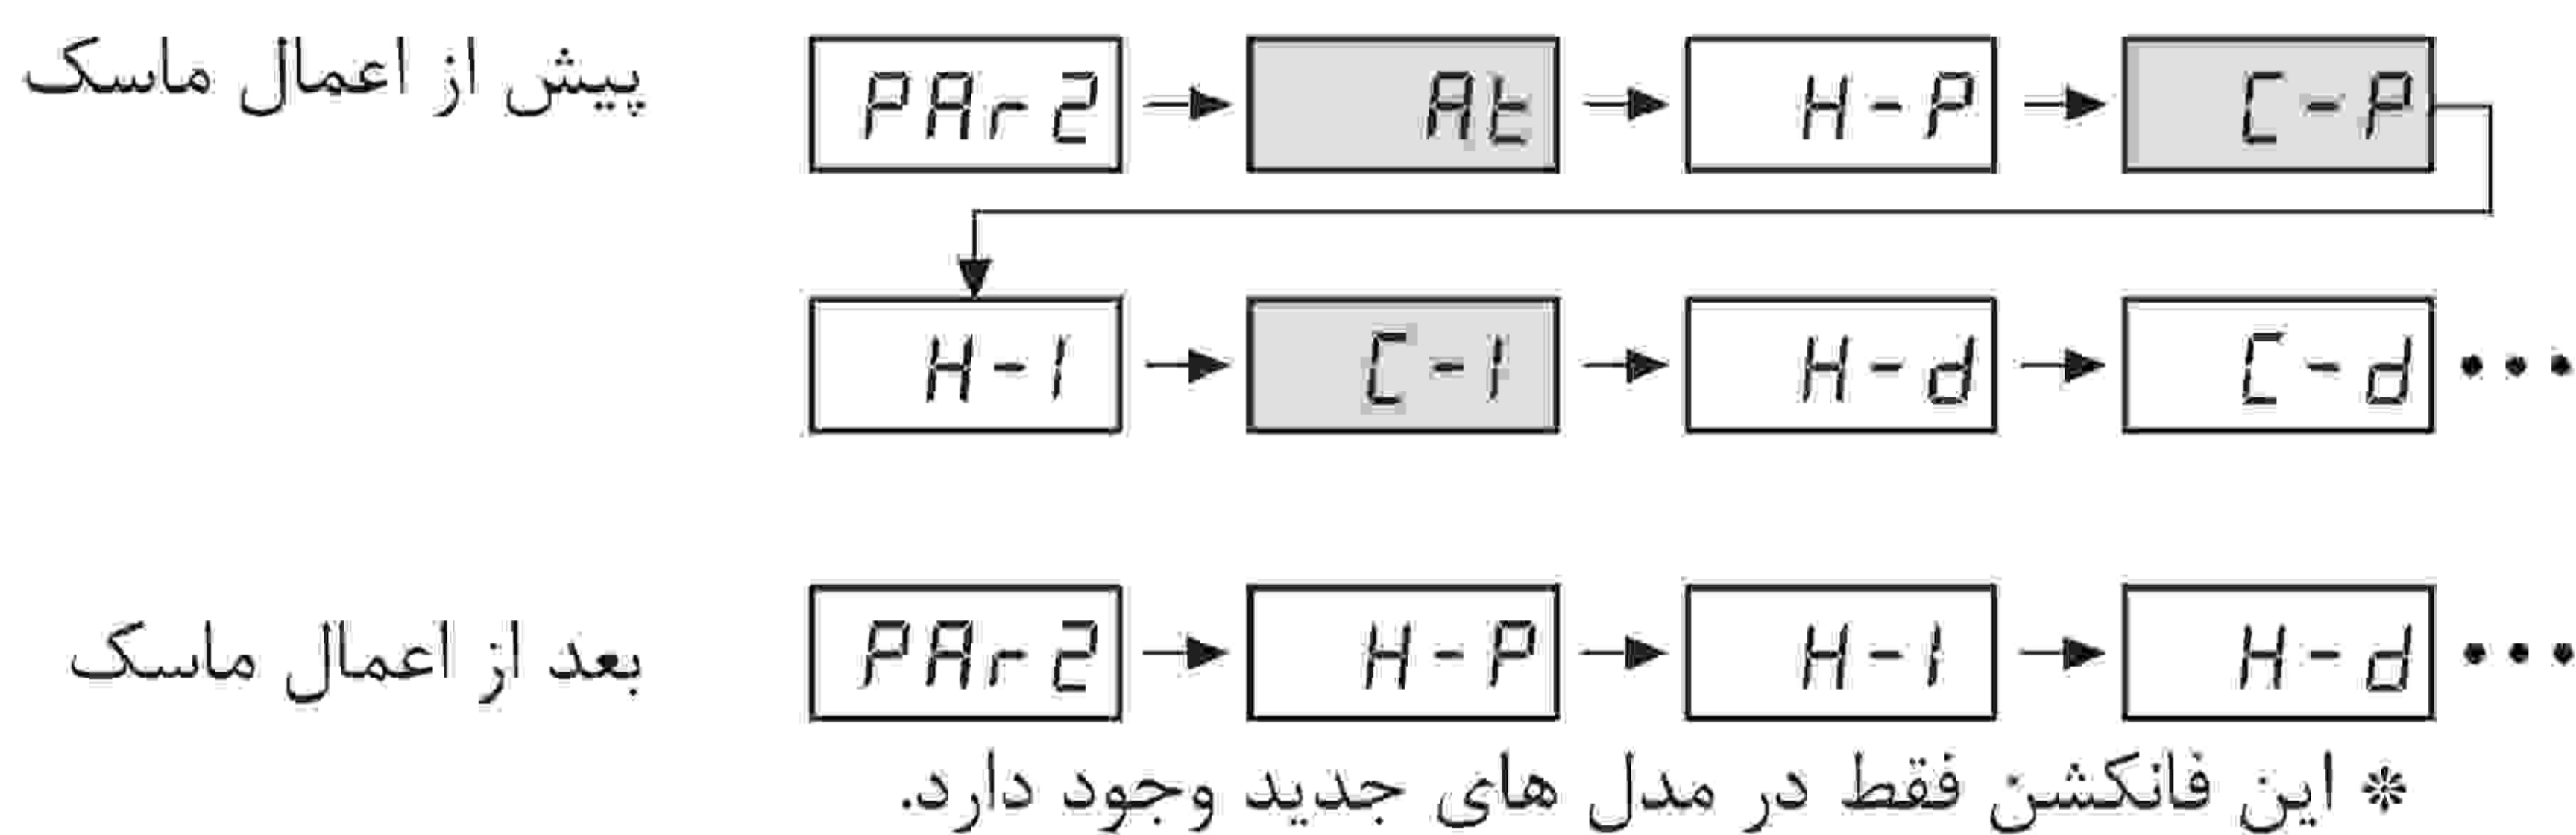 پیش از اعمال ماسک
PAr2 At H-P C-P
H-I C-I H-d C-d •••
بعد از اعمال ماسک
PAr2 H-P H-I H-d •••
❊ این فانکشن فقط در مدل های جدید وجود دارد.